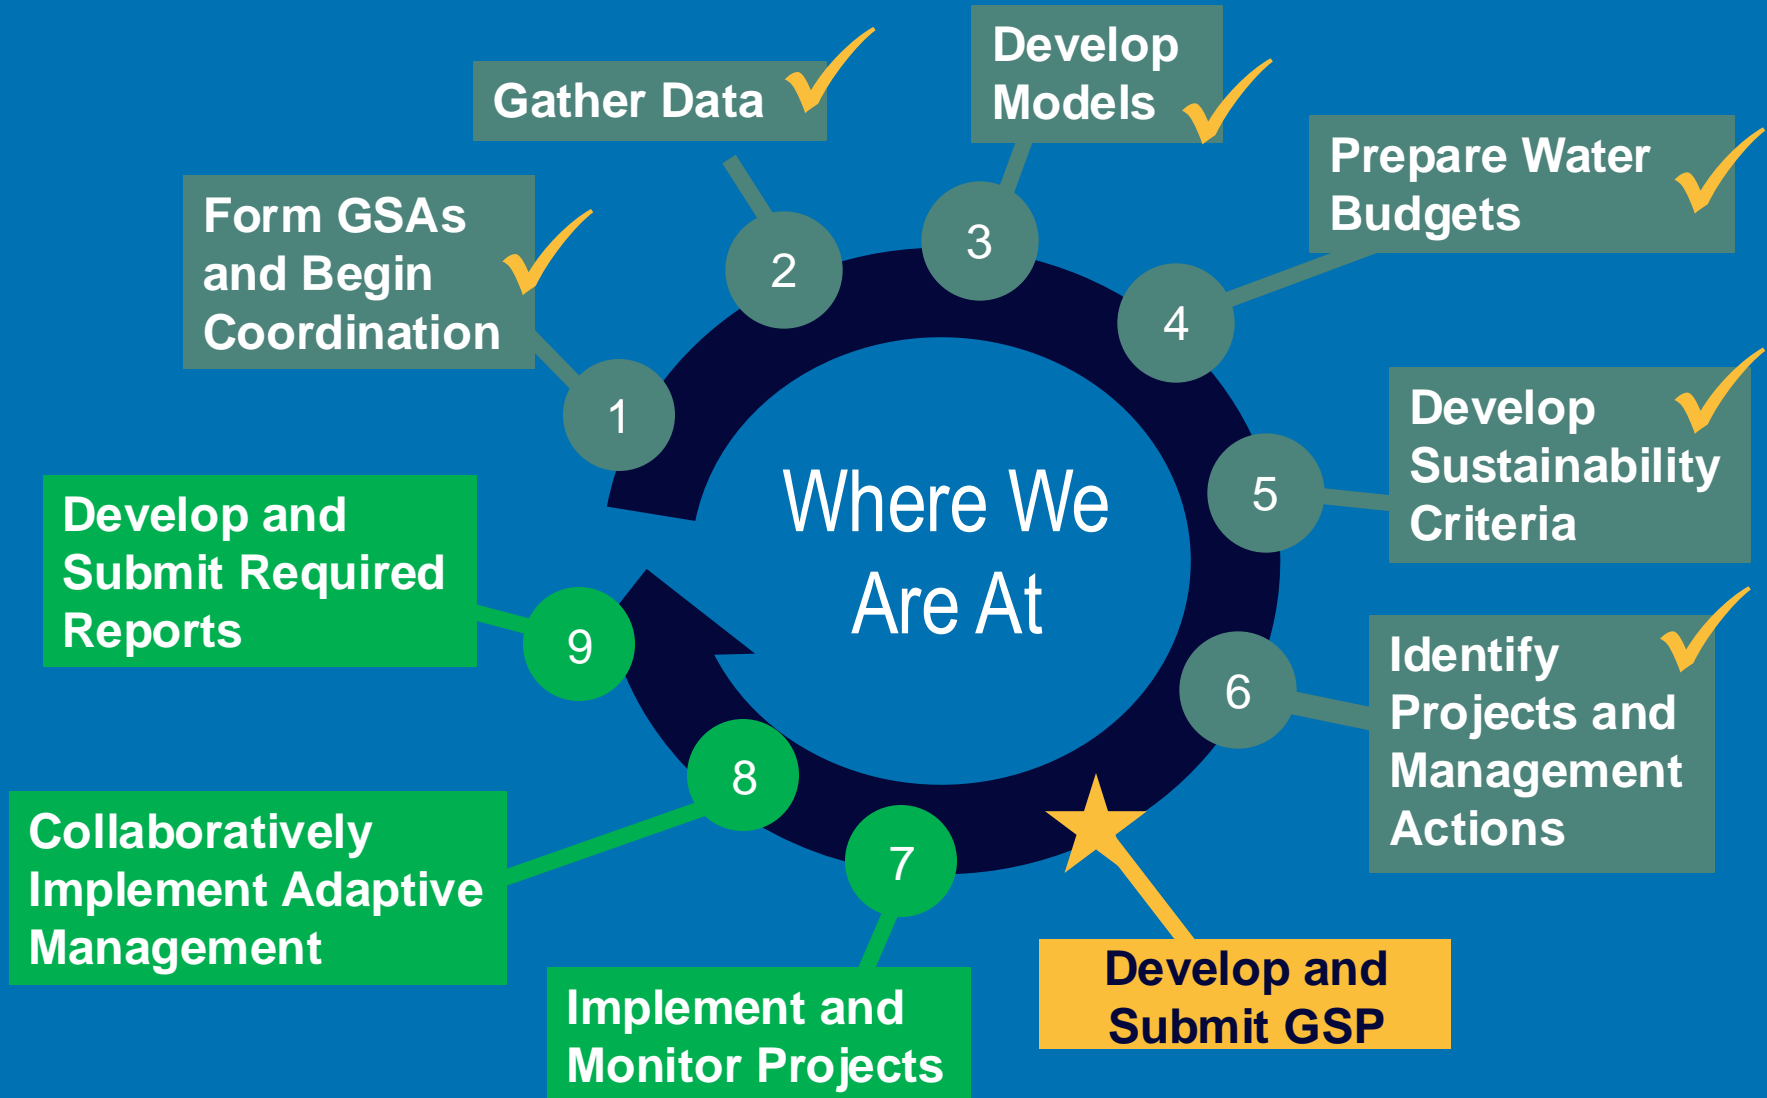 Where We
Are At
1
Form GSAs
and Begin
Coordination
2
Gather Data
3
Develop
Models
4
Prepare Water
Budgets
5
Develop
Sustainability
Criteria
6
Identify
Projects and
Management
Actions
Develop and
Submit GSP
7
Implement and
Monitor Projects
8
Collaboratively
Implement Adaptive
Management
9
Develop and
Submit Required
Reports